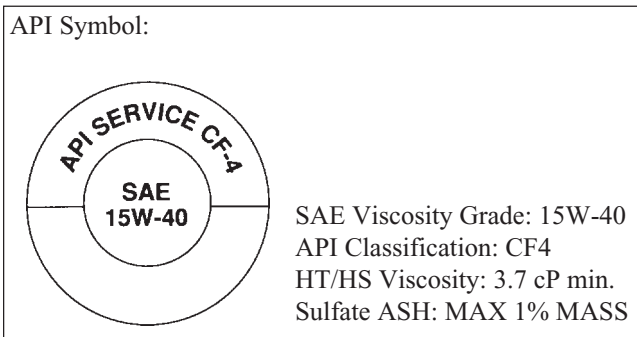 API Symbol:
API SERVICE CF-4
SAE
15W-40
SAE Viscosity Grade: 15W-40
API Classification: CF4
HT/HS Viscosity: 3.7 cP min.
Sulfate ASH: MAX 1% MASS